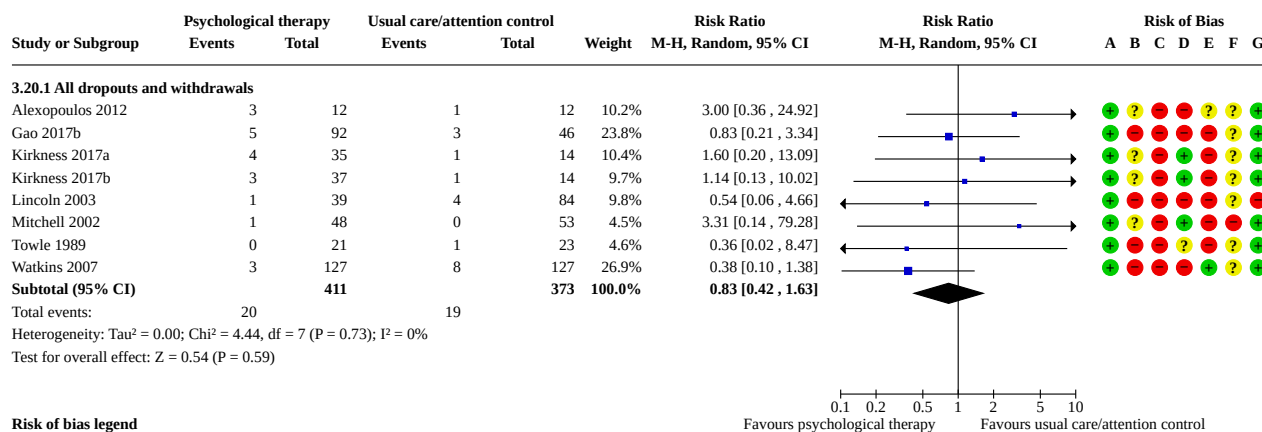 Psychological therapy Usual care/attention control Risk Ratio Risk Ratio Risk of Bias
Study or Subgroup Events Total Events Total Weight M-H, Random, 95% CI M-H, Random, 95% CI A B C D E F G
3.20.1 All dropouts and withdrawals
Alexopoulos 2012 3 12 1 12 10.2% 3.00 [0.36 , 24.92] + ? − − ? ? +
Gao 2017b 5 92 3 46 23.8% 0.83 [0.21 , 3.34] + − − − − ? +
Kirkness 2017a 4 35 1 14 10.4% 1.60 [0.20 , 13.09] + ? − + − ? +
Kirkness 2017b 3 37 1 14 9.7% 1.14 [0.13 , 10.02] + ? − + − ? +
Lincoln 2003 1 39 4 84 9.8% 0.54 [0.06 , 4.66] + − − − − ? −
Mitchell 2002 1 48 0 53 4.5% 3.31 [0.14 , 79.28] + ? − + − − +
Towle 1989 0 21 1 23 4.6% 0.36 [0.02 , 8.47] + − − ? − ? +
Watkins 2007 3 127 8 127 26.9% 0.38 [0.10 , 1.38] + − − − + ? +
Subtotal (95% CI) 411 373 100.0% 0.83 [0.42 , 1.63]
Total events: 20 19
Heterogeneity: Tau² = 0.00; Chi² = 4.44, df = 7 (P = 0.73); I² = 0%
Test for overall effect: Z = 0.54 (P = 0.59)
0.1 0.2 0.5 1 2 5 10
Favours psychological therapy Favours usual care/attention control
Risk of bias legend